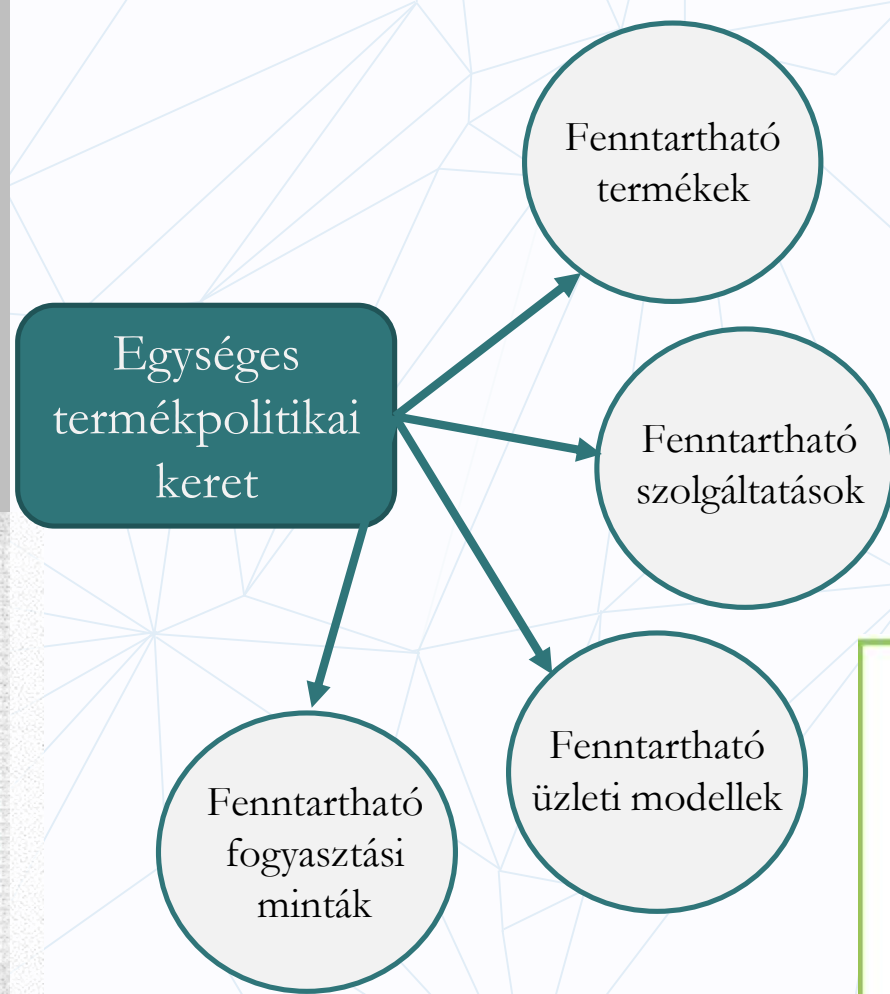 Egységes
termékpolitikai
keret
Fenntartható
termékek
Fenntartható
szolgáltatások
Fenntartható
üzleti modellek
Fenntartható
fogyasztási
minták